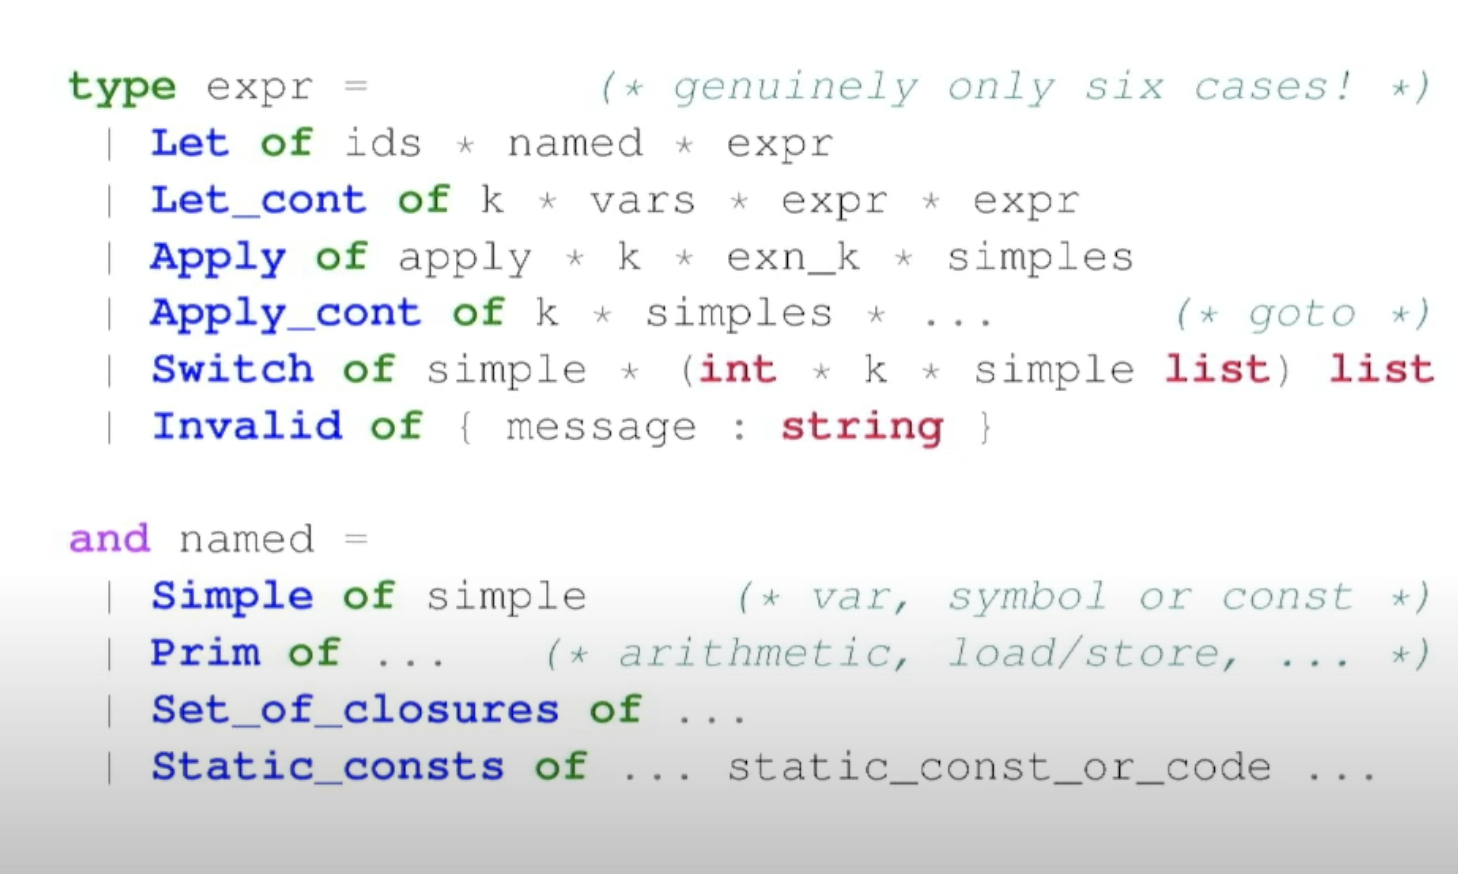 type expr = (* genuinely only six cases! *)
| Let of ids * named * expr
| Let_cont of k * vars * expr * expr
| Apply of apply * k * exn_k * simples
| Apply_cont of k * simples * ... (* goto *)
| Switch of simple * (int * k * simple list) list
| Invalid of { message : string }
and named =
| Simple of simple (* var, symbol or const *)
| Prim of ... (* arithmetic, load/store, ... *)
| Set_of_closures of ...
| Static_consts of ... static_const_or_code ...